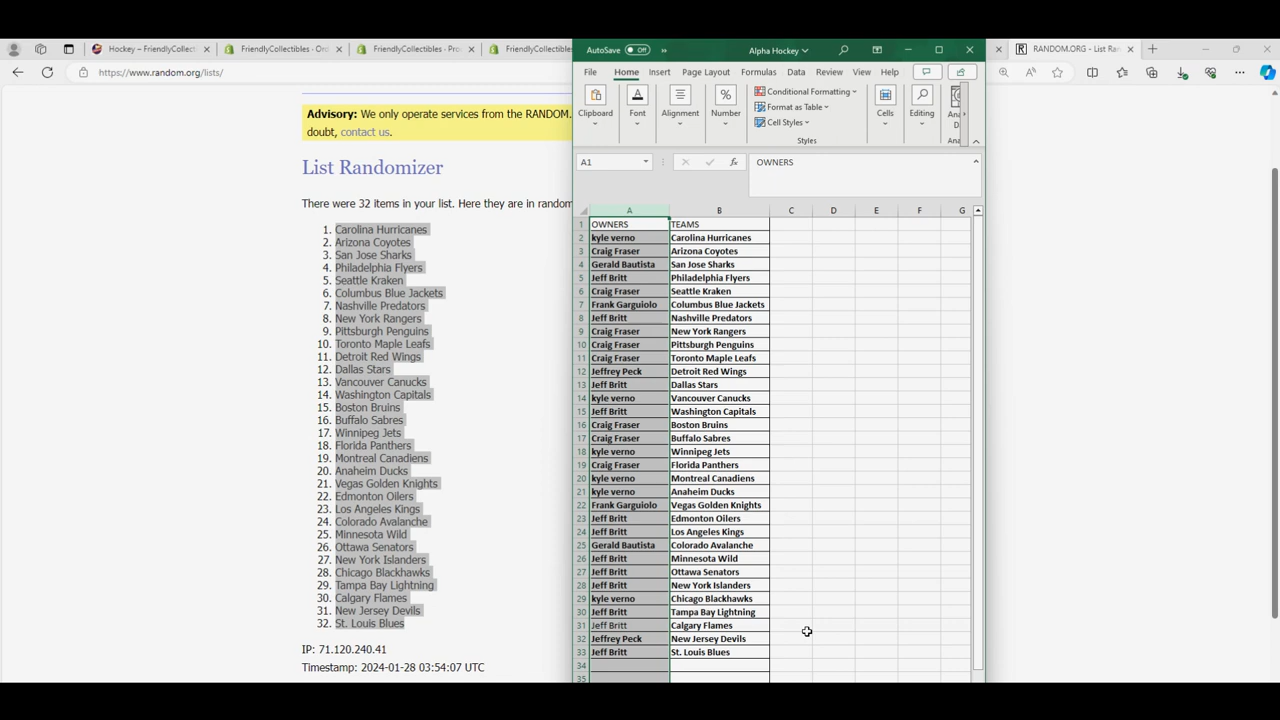 Hockey – FriendlyCollect
FriendlyCollectibles - Ord
FriendlyCollectibles - Pro
FriendlyCollectibles
RANDOM.ORG - List Ran
https://www.random.org/lists/
Advisory: We only operate services from the RANDOM.
doubt, contact us.
List Randomizer
There were 32 items in your list. Here they are in random
1. Carolina Hurricanes
2. Arizona Coyotes
3. San Jose Sharks
4. Philadelphia Flyers
5. Seattle Kraken
6. Columbus Blue Jackets
7. Nashville Predators
8. New York Rangers
9. Pittsburgh Penguins
10. Toronto Maple Leafs
11. Detroit Red Wings
12. Dallas Stars
13. Vancouver Canucks
14. Washington Capitals
15. Boston Bruins
16. Buffalo Sabres
17. Winnipeg Jets
18. Florida Panthers
19. Montreal Canadiens
20. Anaheim Ducks
21. Vegas Golden Knights
22. Edmonton Oilers
23. Los Angeles Kings
24. Colorado Avalanche
25. Minnesota Wild
26. Ottawa Senators
27. New York Islanders
28. Chicago Blackhawks
29. Tampa Bay Lightning
30. Calgary Flames
31. New Jersey Devils
32. St. Louis Blues
IP: 71.120.240.41
Timestamp: 2024-01-28 03:54:07 UTC
AutoSave Off » Alpha Hockey
File Home Insert Page Layout Formulas Data Review View Help
Clipboard Font Alignment Number
Conditional Formatting
Format as Table
Cell Styles
Styles
Cells Editing
A1 fx OWNERS
A B C D E F G
1 OWNERS TEAMS
2 kyle verno Carolina Hurricanes
3 Craig Fraser Arizona Coyotes
4 Gerald Bautista San Jose Sharks
5 Jeff Britt Philadelphia Flyers
6 Craig Fraser Seattle Kraken
7 Frank Garguiolo Columbus Blue Jackets
8 Jeff Britt Nashville Predators
9 Craig Fraser New York Rangers
10 Craig Fraser Pittsburgh Penguins
11 Craig Fraser Toronto Maple Leafs
12 Jeffrey Peck Detroit Red Wings
13 Jeff Britt Dallas Stars
14 kyle verno Vancouver Canucks
15 Jeff Britt Washington Capitals
16 Craig Fraser Boston Bruins
17 Craig Fraser Buffalo Sabres
18 kyle verno Winnipeg Jets
19 Craig Fraser Florida Panthers
20 kyle verno Montreal Canadiens
21 kyle verno Anaheim Ducks
22 Frank Garguiolo Vegas Golden Knights
23 Jeff Britt Edmonton Oilers
24 Jeff Britt Los Angeles Kings
25 Gerald Bautista Colorado Avalanche
26 Jeff Britt Minnesota Wild
27 Jeff Britt Ottawa Senators
28 Jeff Britt New York Islanders
29 kyle verno Chicago Blackhawks
30 Jeff Britt Tampa Bay Lightning
31 Jeff Britt Calgary Flames
32 Jeffrey Peck New Jersey Devils
33 Jeff Britt St. Louis Blues
34
35